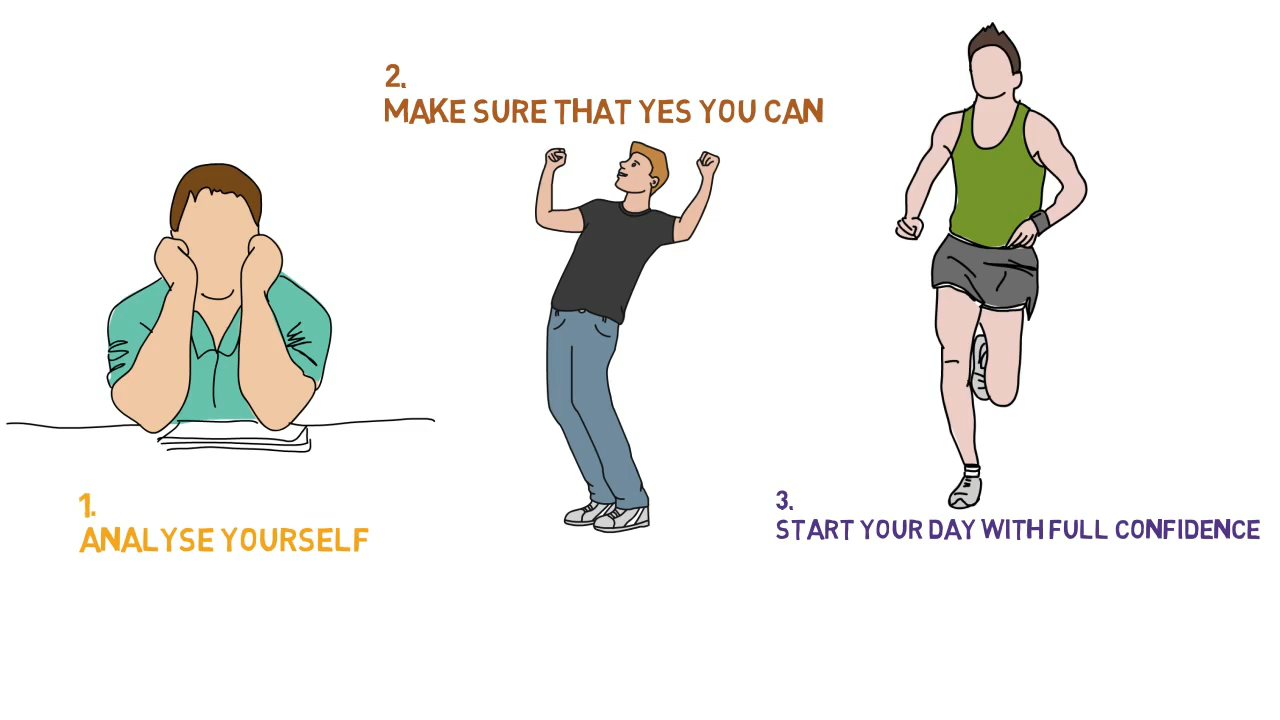 1.
ANALYSE YOURSELF
2.
MAKE SURE THAT YES YOU CAN
3.
START YOUR DAY WITH FULL CONFIDENCE